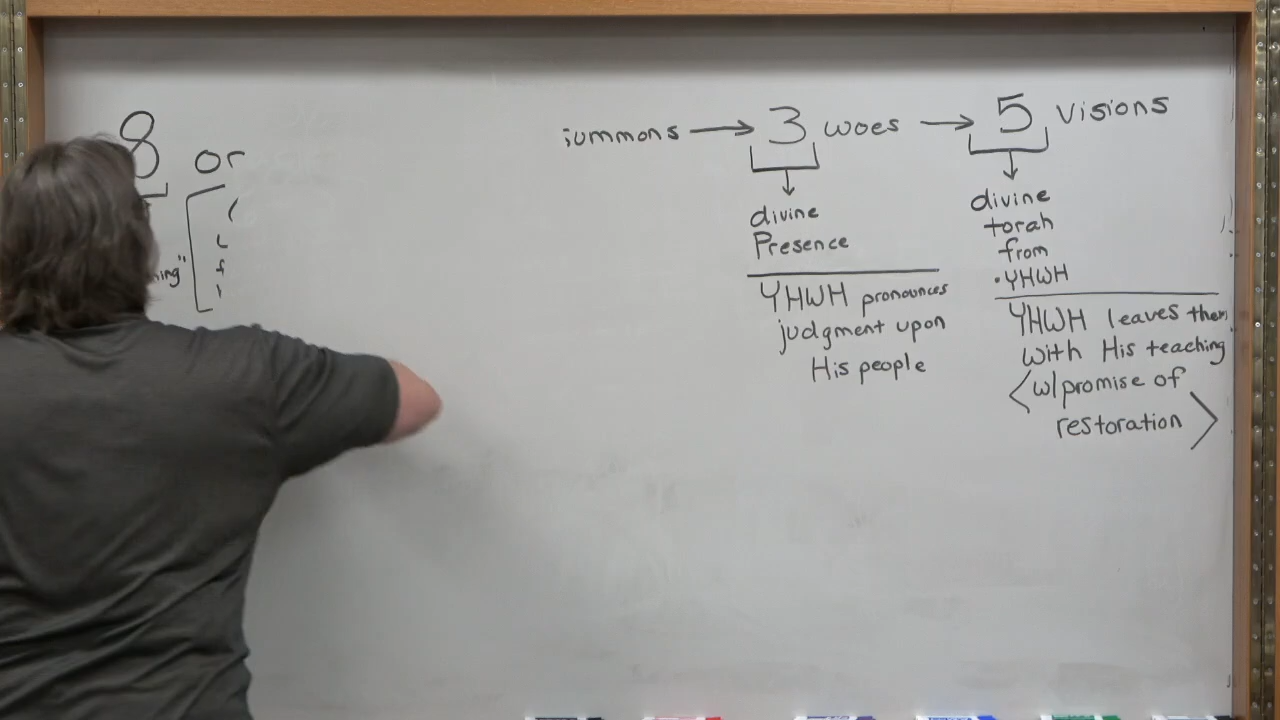 8 or
summons → 3 woes → 5 visions
divine
Presence
YHWH pronounces
judgment upon
His people
divine
torah
from
YHWH
YHWH leaves them
with His teaching
<w/promise of
restoration>